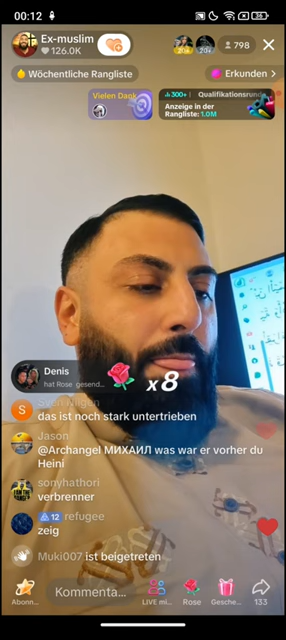 00:12
36
Ex-muslim
126.0K
798
Wöchentliche Rangliste
Erkunden >
Vielen Dank
300+ | Qualifikationsrund...
Anzeige in der
Rangliste: 1.0M
Denis
hat Rose gesend...
x8
das ist noch stark untertrieben
Jason
@Archangel МИХАИЛ was war er vorher du
Heini
sonyhathori
verbrenner
12 refugee
zeig
Muki007 ist beigetreten
Abonn...
Kommenta...
LIVE mi...
Rose
Gesche...
133